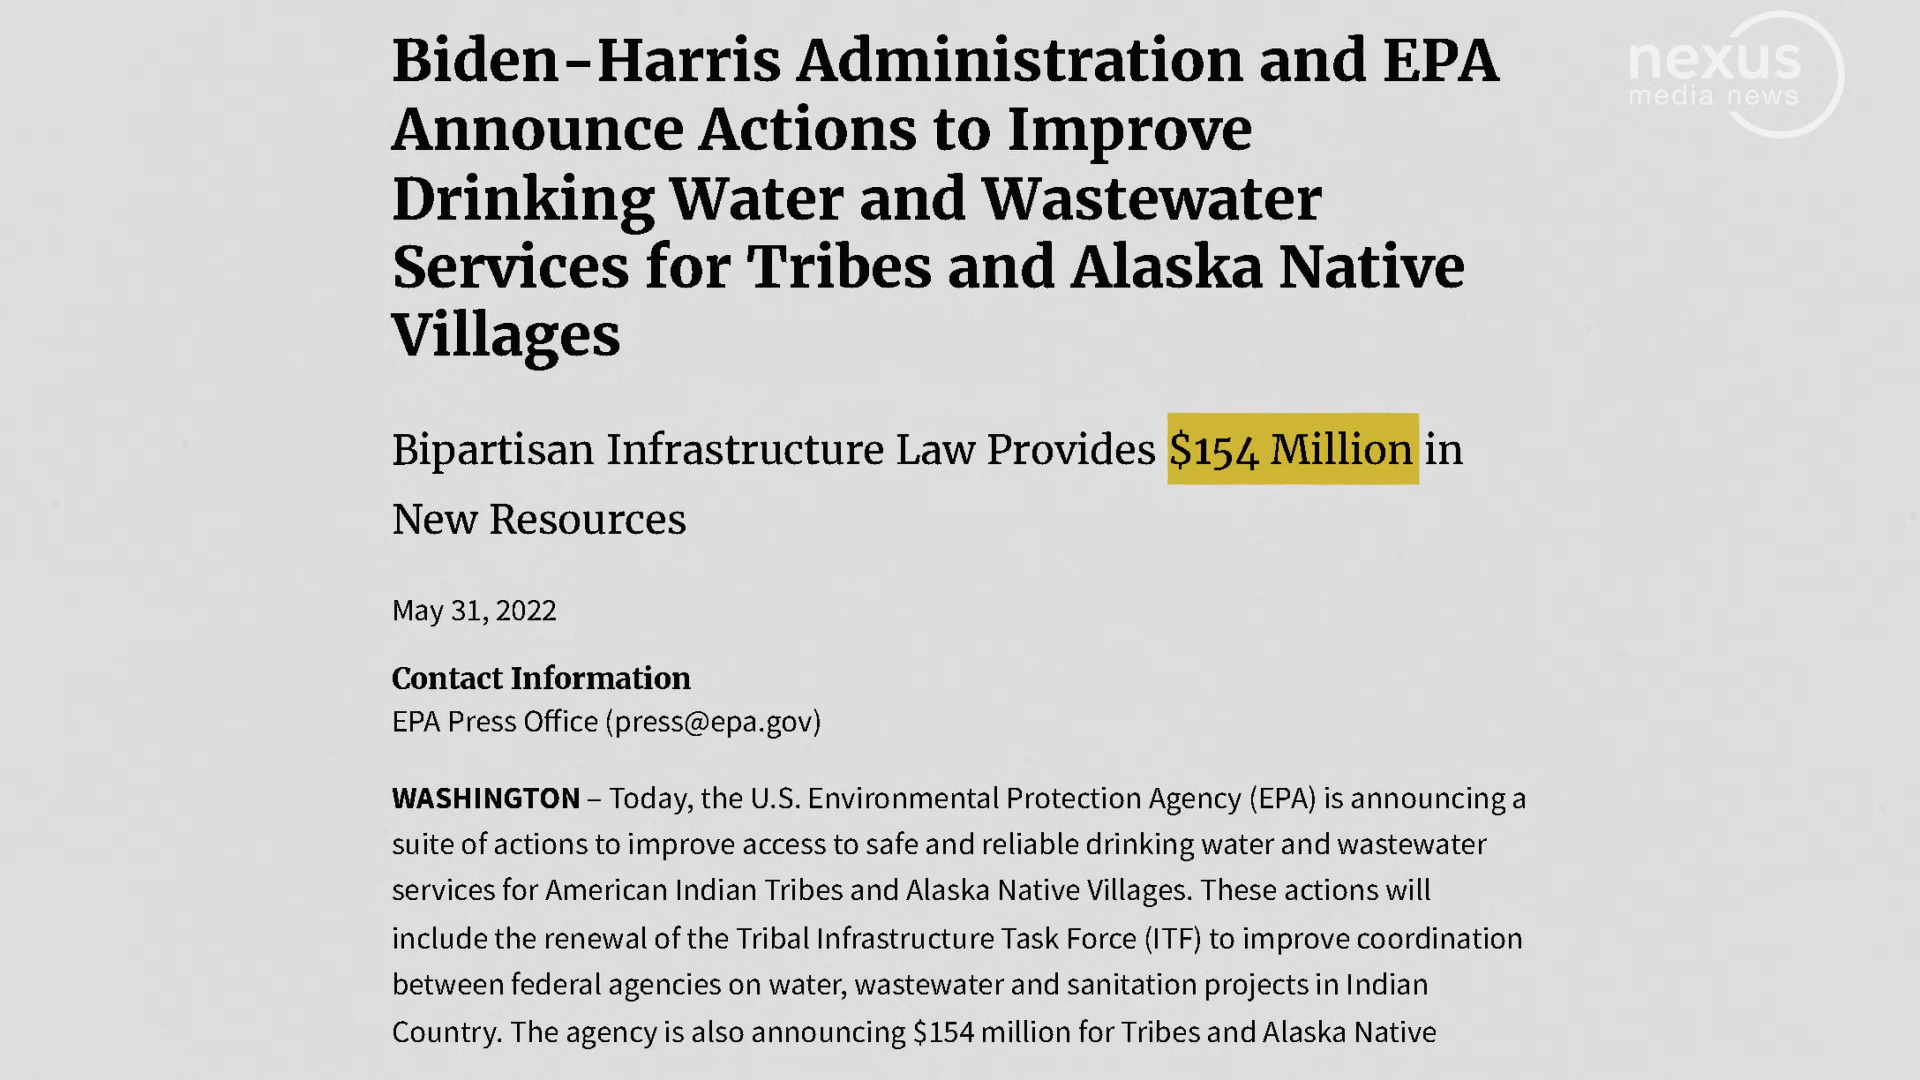 Biden-Harris Administration and EPA
Announce Actions to Improve
Drinking Water and Wastewater
Services for Tribes and Alaska Native
Villages
Bipartisan Infrastructure Law Provides $154 Million in
New Resources
May 31, 2022
Contact Information
EPA Press Office (press@epa.gov)
WASHINGTON – Today, the U.S. Environmental Protection Agency (EPA) is announcing a
suite of actions to improve access to safe and reliable drinking water and wastewater
services for American Indian Tribes and Alaska Native Villages. These actions will
include the renewal of the Tribal Infrastructure Task Force (ITF) to improve coordination
between federal agencies on water, wastewater and sanitation projects in Indian
Country. The agency is also announcing $154 million for Tribes and Alaska Native
nexus
media news